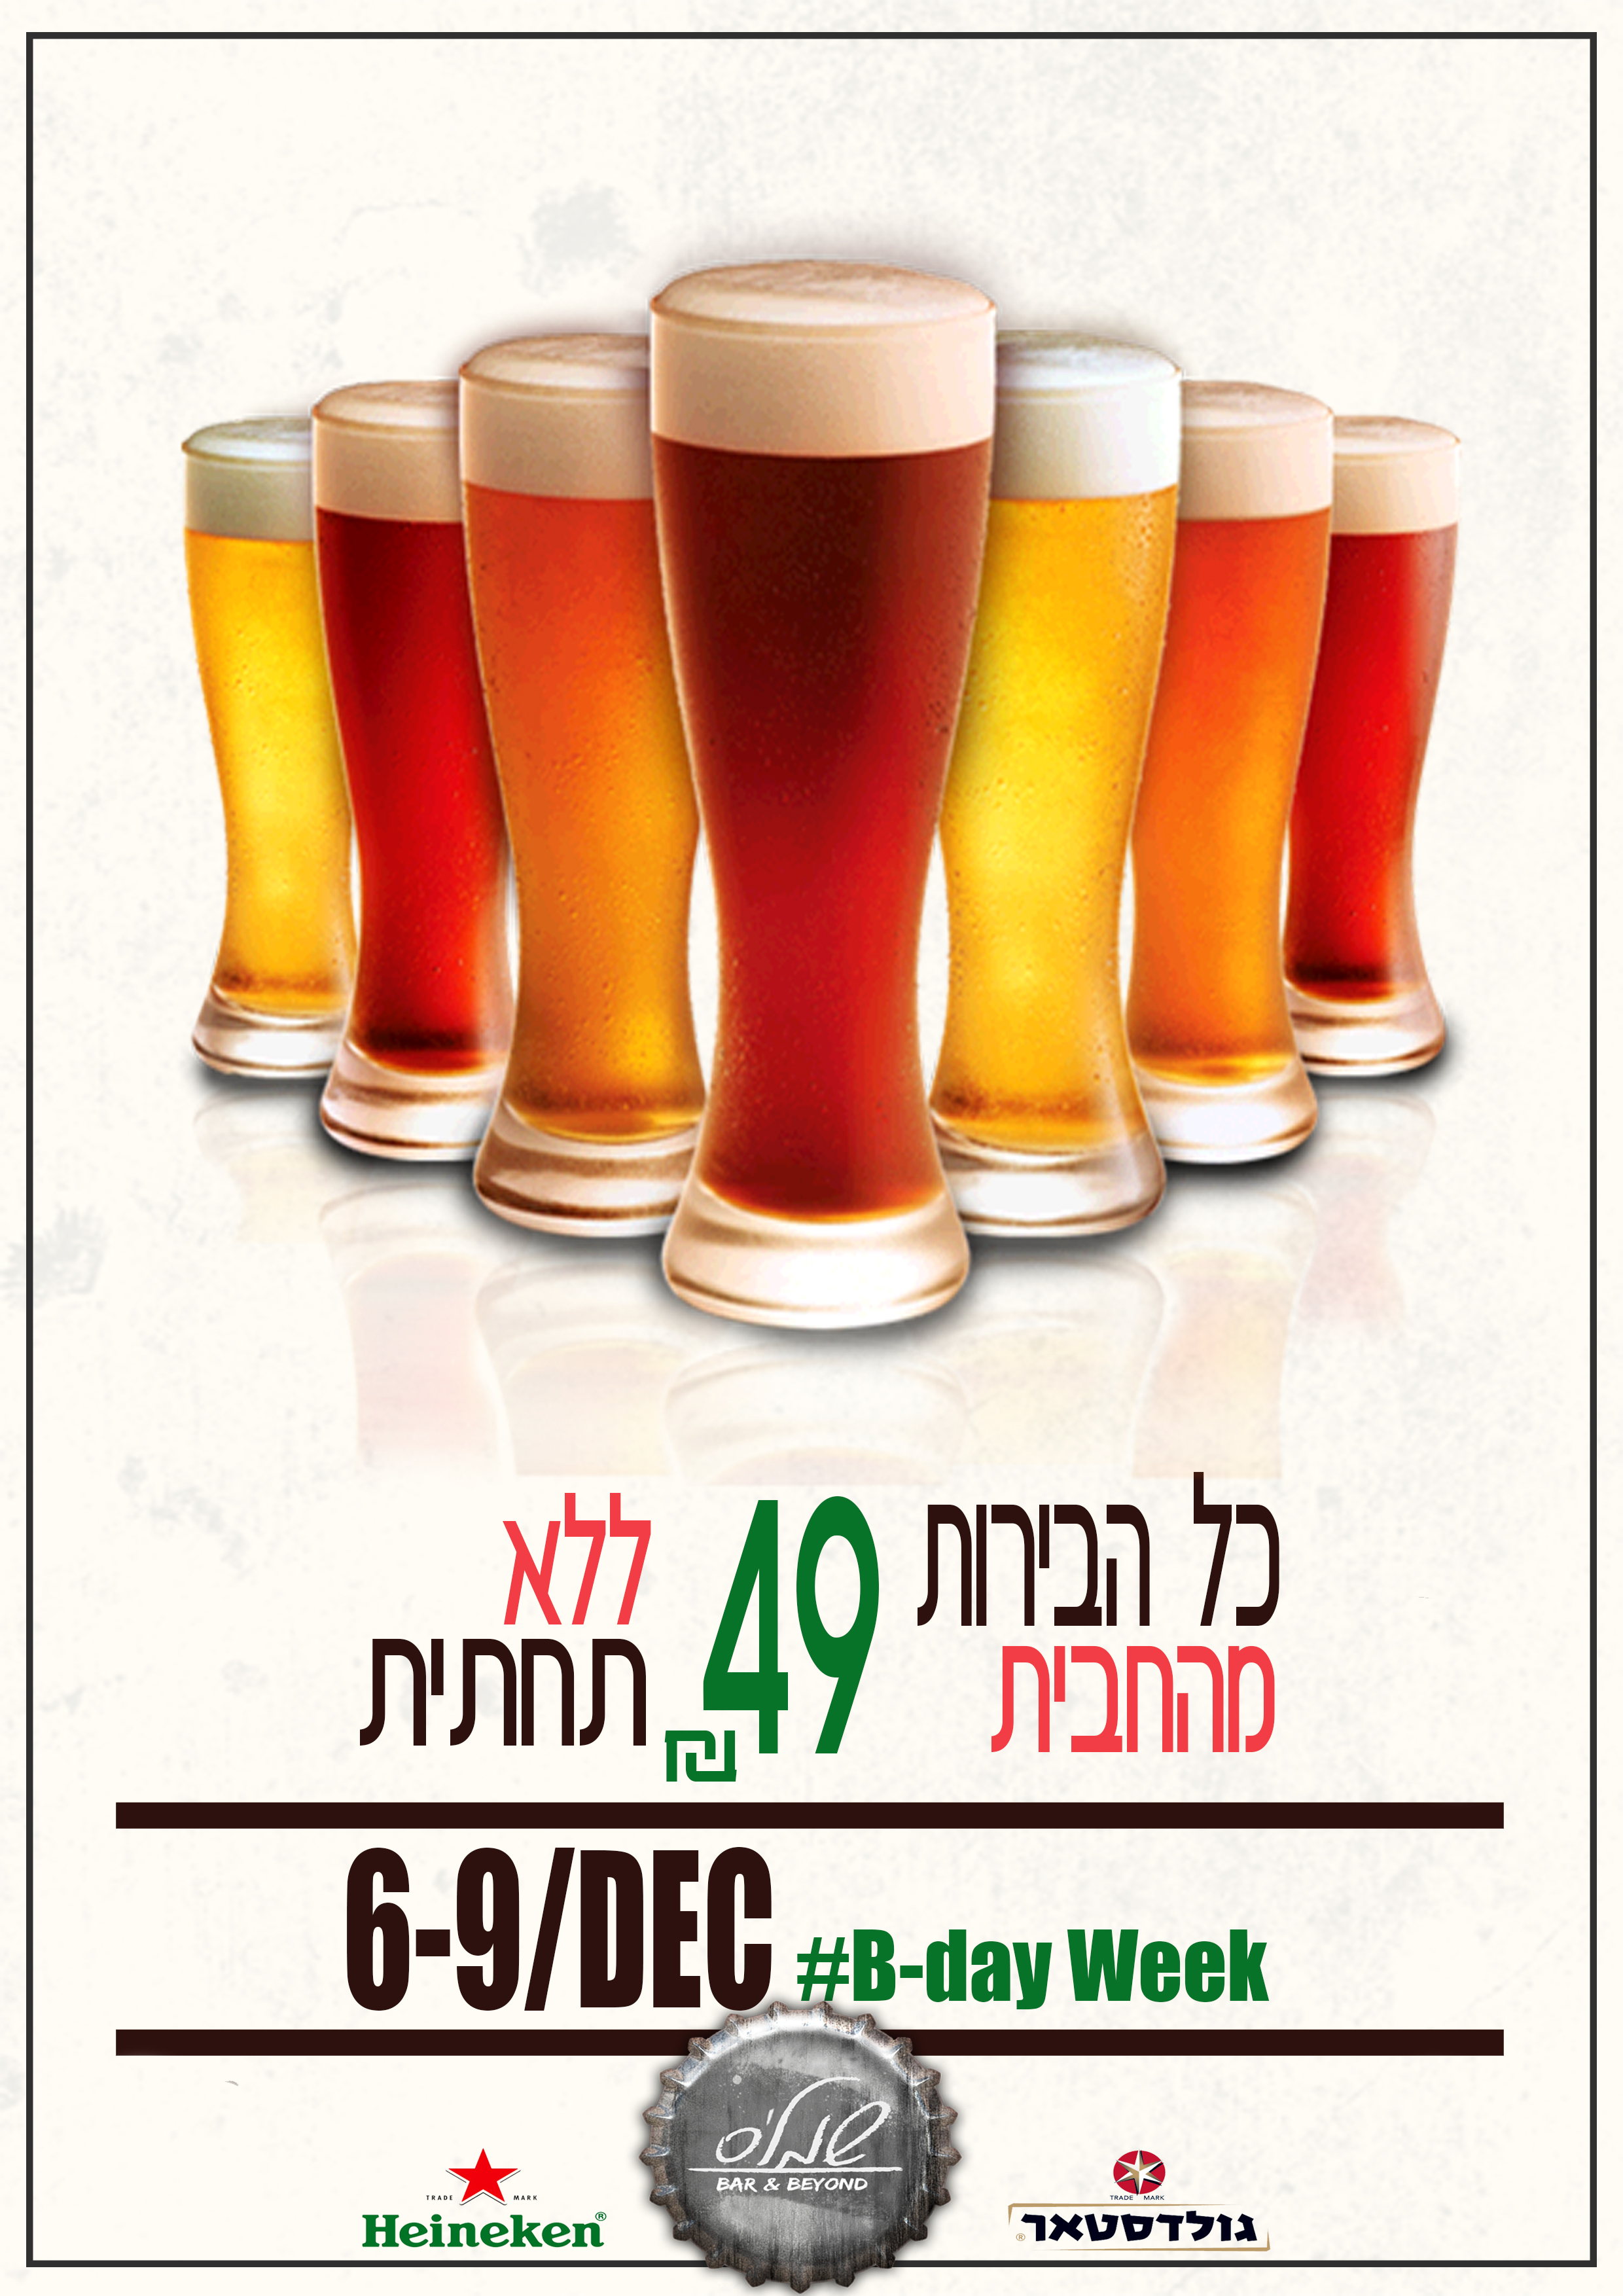 כל הבירות
מהחבית
49 ₪
ללא
תחתית
6-9/DEC #B-day Week
שמל'ס
BAR & BEYOND
TRADE MARK
Heineken®
TRADE MARK
גולדסטאר®